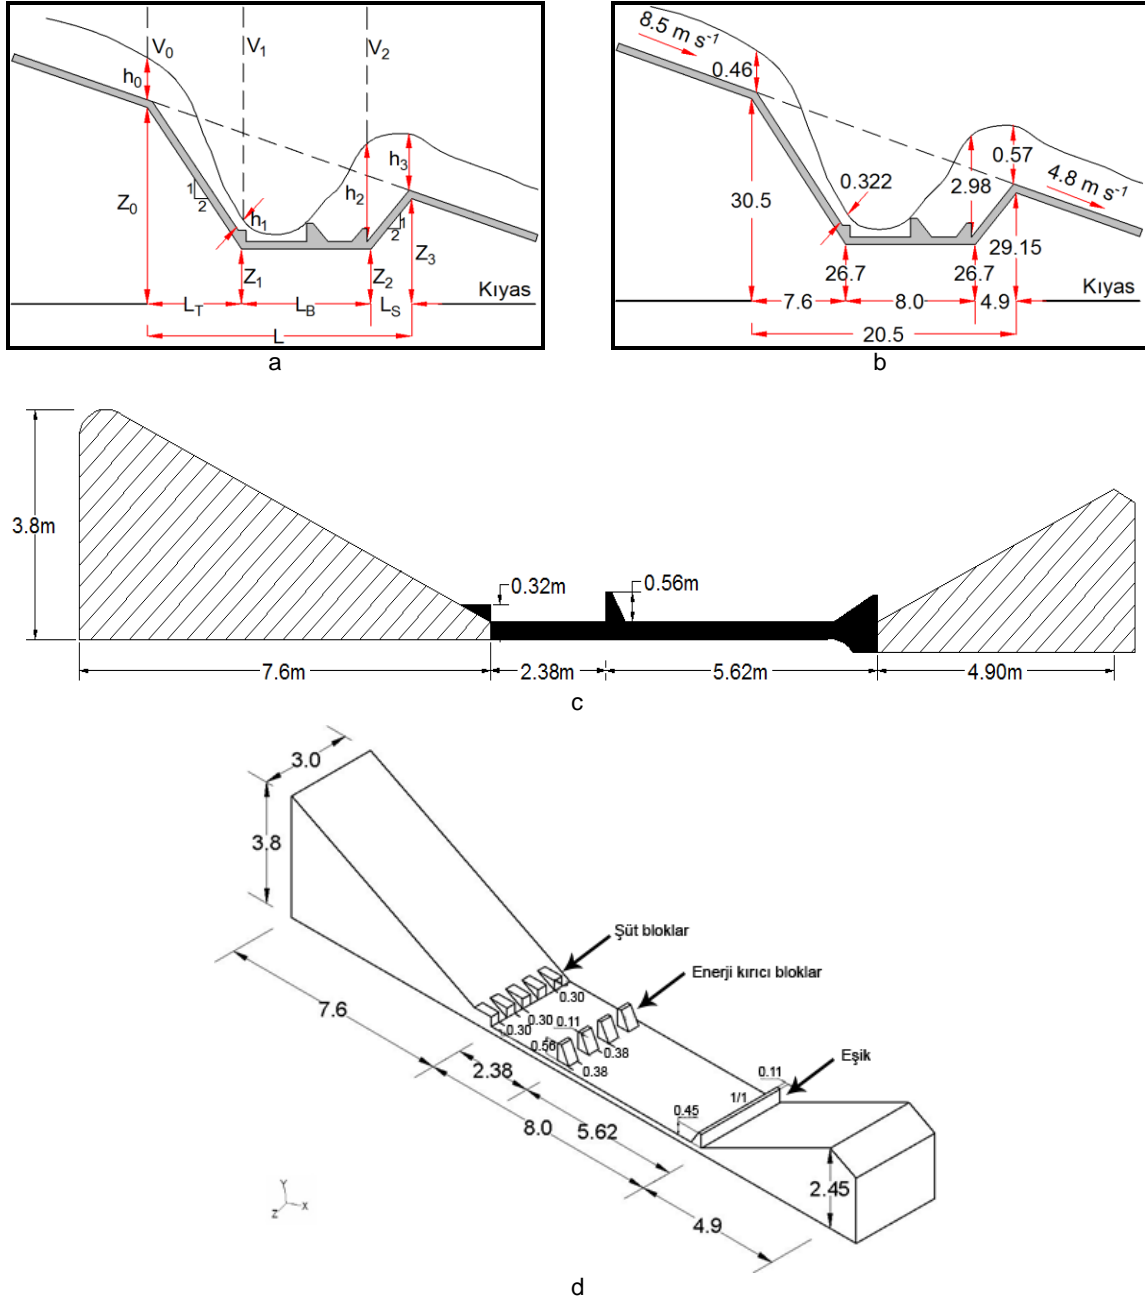 V₀
V₁
V₂
h₀
h₁
h₂
h₃
1
2
1
2
Z₀
Z₁
Z₂
Z₃
Kıyas
L_T
L_B
L_S
L
a
8.5 m s⁻¹
0.46
0.322
2.98
0.57
4.8 m s⁻¹
30.5
26.7
26.7
29.15
Kıyas
7.6
8.0
4.9
20.5
b
3.8m
0.32m
0.56m
7.6m
2.38m
5.62m
4.90m
c
3.0
3.8
Şüt bloklar
Enerji kırıcı bloklar
Eşik
0.30
0.30
0.30
0.11
0.56
0.38
0.38
0.11
1/1
0.45
7.6
2.38
8.0
5.62
2.45
4.9
Y
X
Z
d